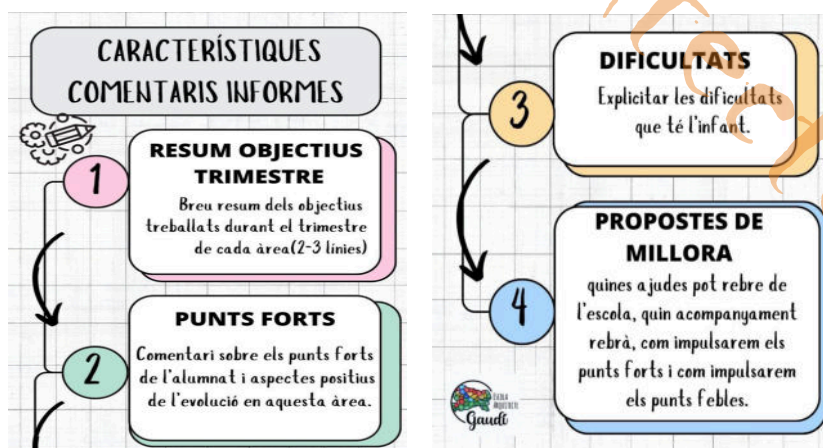 CARACTERÍSTIQUES
COMENTARIS INFORMES
1
RESUM OBJECTIUS
TRIMESTRE
Breu resum dels objectius
treballats durant el trimestre
de cada àrea(2-3 línies)
2
PUNTS FORTS
Comentari sobre els punts forts
de l'alumnat i aspectes positius
de l'evolució en aquesta àrea.
3
DIFICULTATS
Explicitar les dificultats
que té l'infant.
4
PROPOSTES DE
MILLORA
quines ajudes pot rebre de
l'escola, quin acompanyament
rebrà, com impulsarem els
punts forts i com impulsarem
els punts febles.
ESCOLA
ARQUITECTE
Gaudí